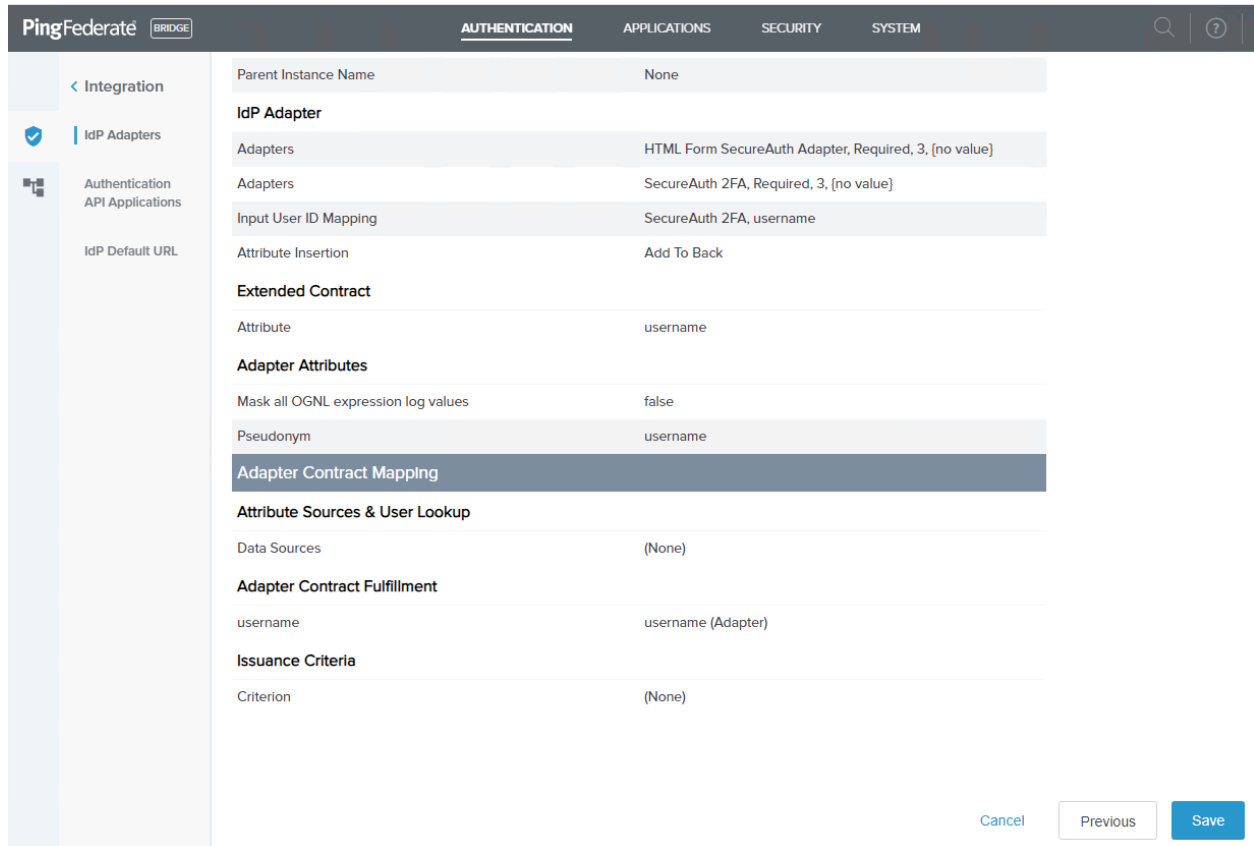 PingFederate BRIDGE AUTHENTICATION APPLICATIONS SECURITY SYSTEM ?
< Integration
IdP Adapters
Authentication
API Applications
IdP Default URL
Parent Instance Name None
IdP Adapter
Adapters HTML Form SecureAuth Adapter, Required, 3, {no value}
Adapters SecureAuth 2FA, Required, 3, {no value}
Input User ID Mapping SecureAuth 2FA, username
Attribute Insertion Add To Back
Extended Contract
Attribute username
Adapter Attributes
Mask all OGNL expression log values false
Pseudonym username
Adapter Contract Mapping
Attribute Sources & User Lookup
Data Sources (None)
Adapter Contract Fulfillment
username username (Adapter)
Issuance Criteria
Criterion (None)
Cancel Previous Save